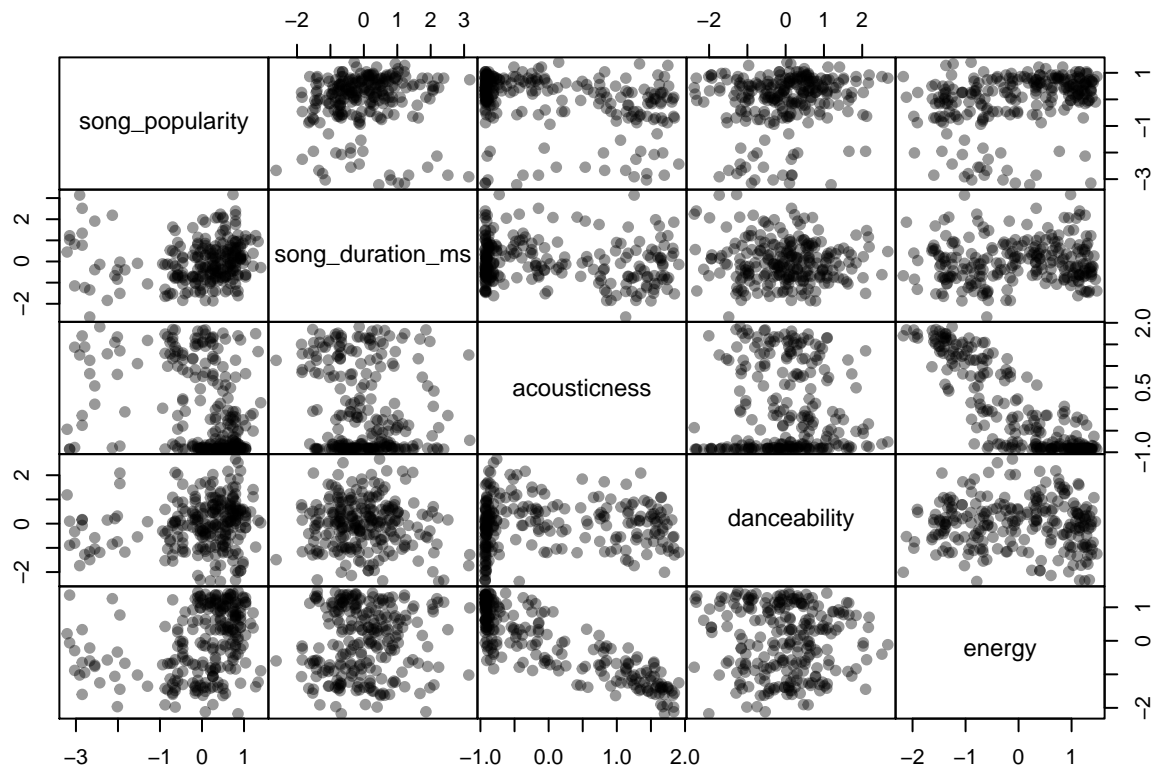 −2 0 1 2 3 −2 0 1 2
song_popularity
−3 −1 1
−2 0 2
song_duration_ms
acousticness
−1.0 0.5 2.0
−2 0 2
danceability
energy
−2 0 1
−3 −1 0 1 −1.0 0.0 1.0 2.0 −2 −1 0 1